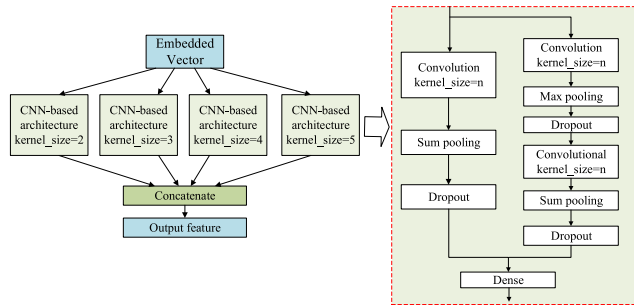 Embedded
Vector
CNN-based
architecture
kernel_size=2
CNN-based
architecture
kernel_size=3
CNN-based
architecture
kernel_size=4
CNN-based
architecture
kernel_size=5
Concatenate
Output feature
Convolution
kernel_size=n
Sum pooling
Dropout
Convolution
kernel_size=n
Max pooling
Dropout
Convolutional
kernel_size=n
Sum pooling
Dropout
Dense